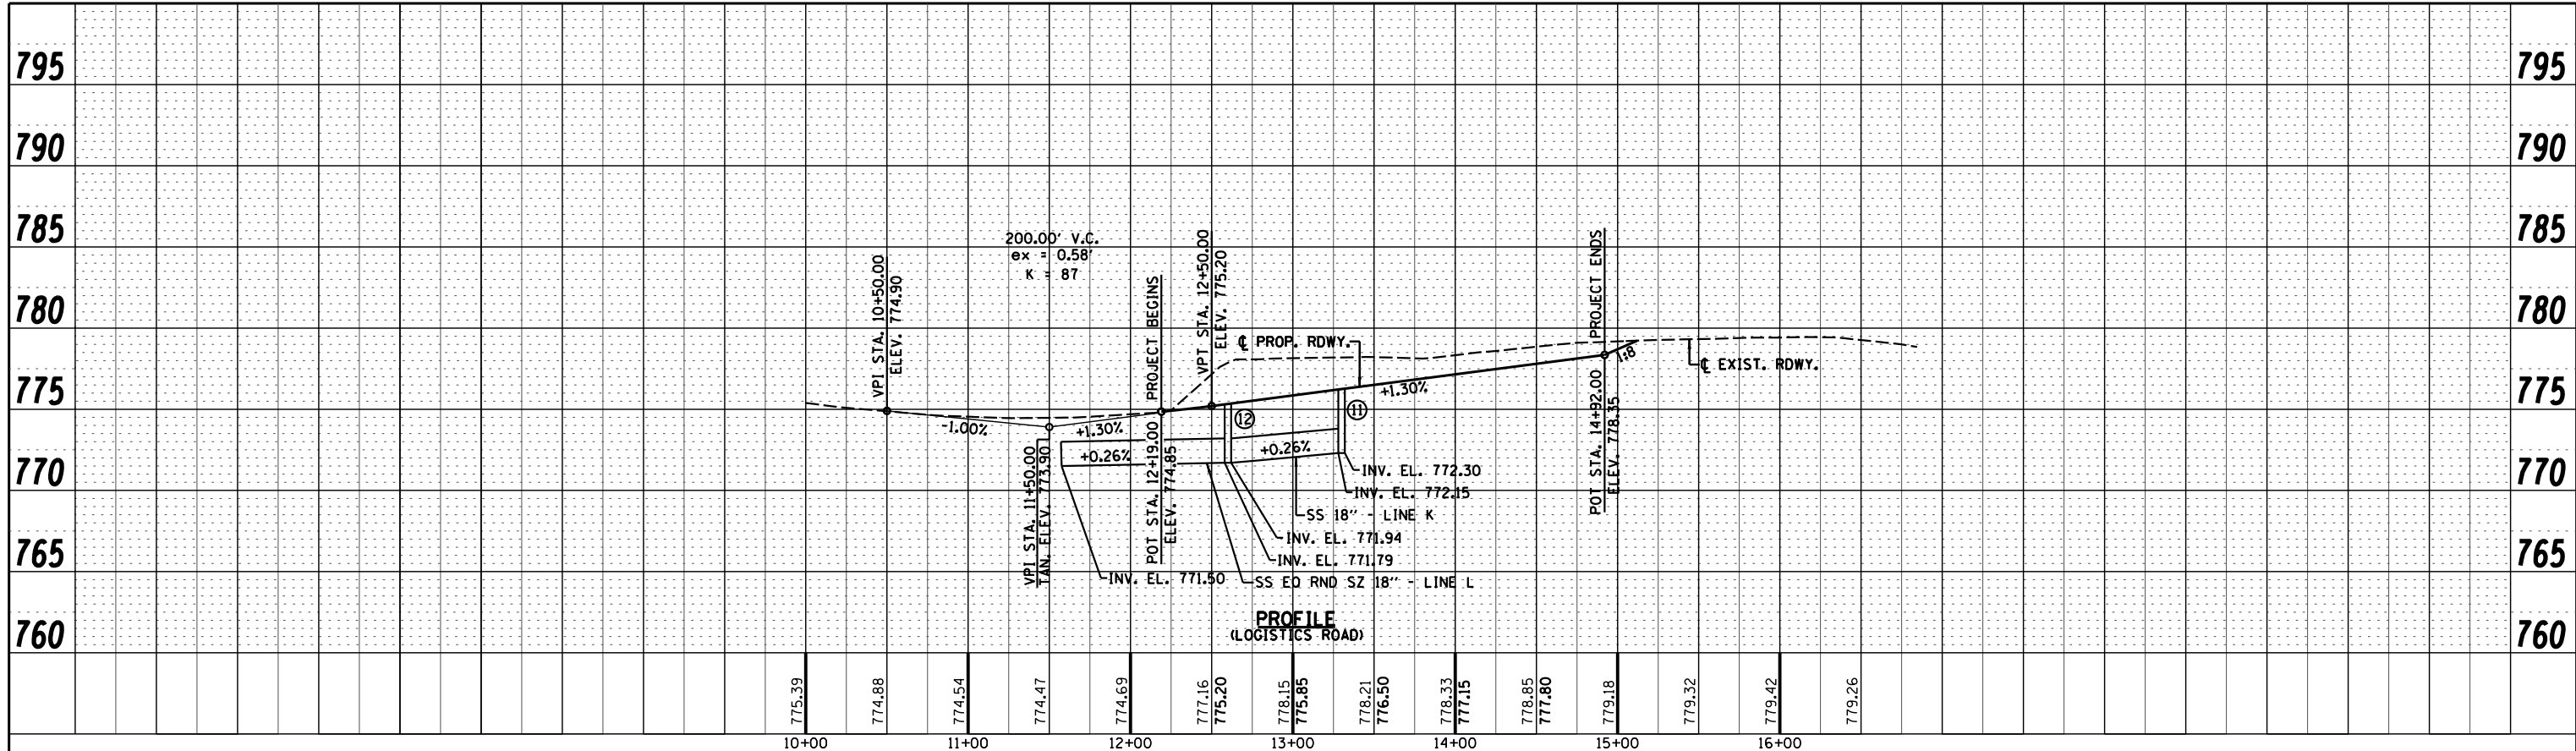 795
795
790
790
785
785
780
780
775
775
770
770
765
765
760
760
200.00' V.C.
ex = 0.58'
K = 87
VPI STA. 10+50.00
ELEV. 774.90
PROJECT BEGINS
POT STA. 12+19.00
ELEV. 774.85
VPT STA. 12+50.00
ELEV. 775.20
℄ PROP. RDWY.
PROJECT ENDS
POT STA. 14+92.00
ELEV. 778.35
1:8
℄ EXIST. RDWY.
-1.00%
+1.30%
+1.30%
12
11
+0.26%
+0.26%
VPI STA. 11+50.00
TAN. ELEV. 773.90
INV. EL. 772.30
INV. EL. 772.15
SS 18" - LINE K
INV. EL. 771.94
INV. EL. 771.79
INV. EL. 771.50
SS EQ RND SZ 18" - LINE L
PROFILE
(LOGISTICS ROAD)
775.39
774.88
774.54
774.47
774.69
777.16
775.20
778.15
775.85
778.21
776.50
778.33
777.15
778.85
777.80
779.18
779.32
779.42
779.26
10+00
11+00
12+00
13+00
14+00
15+00
16+00